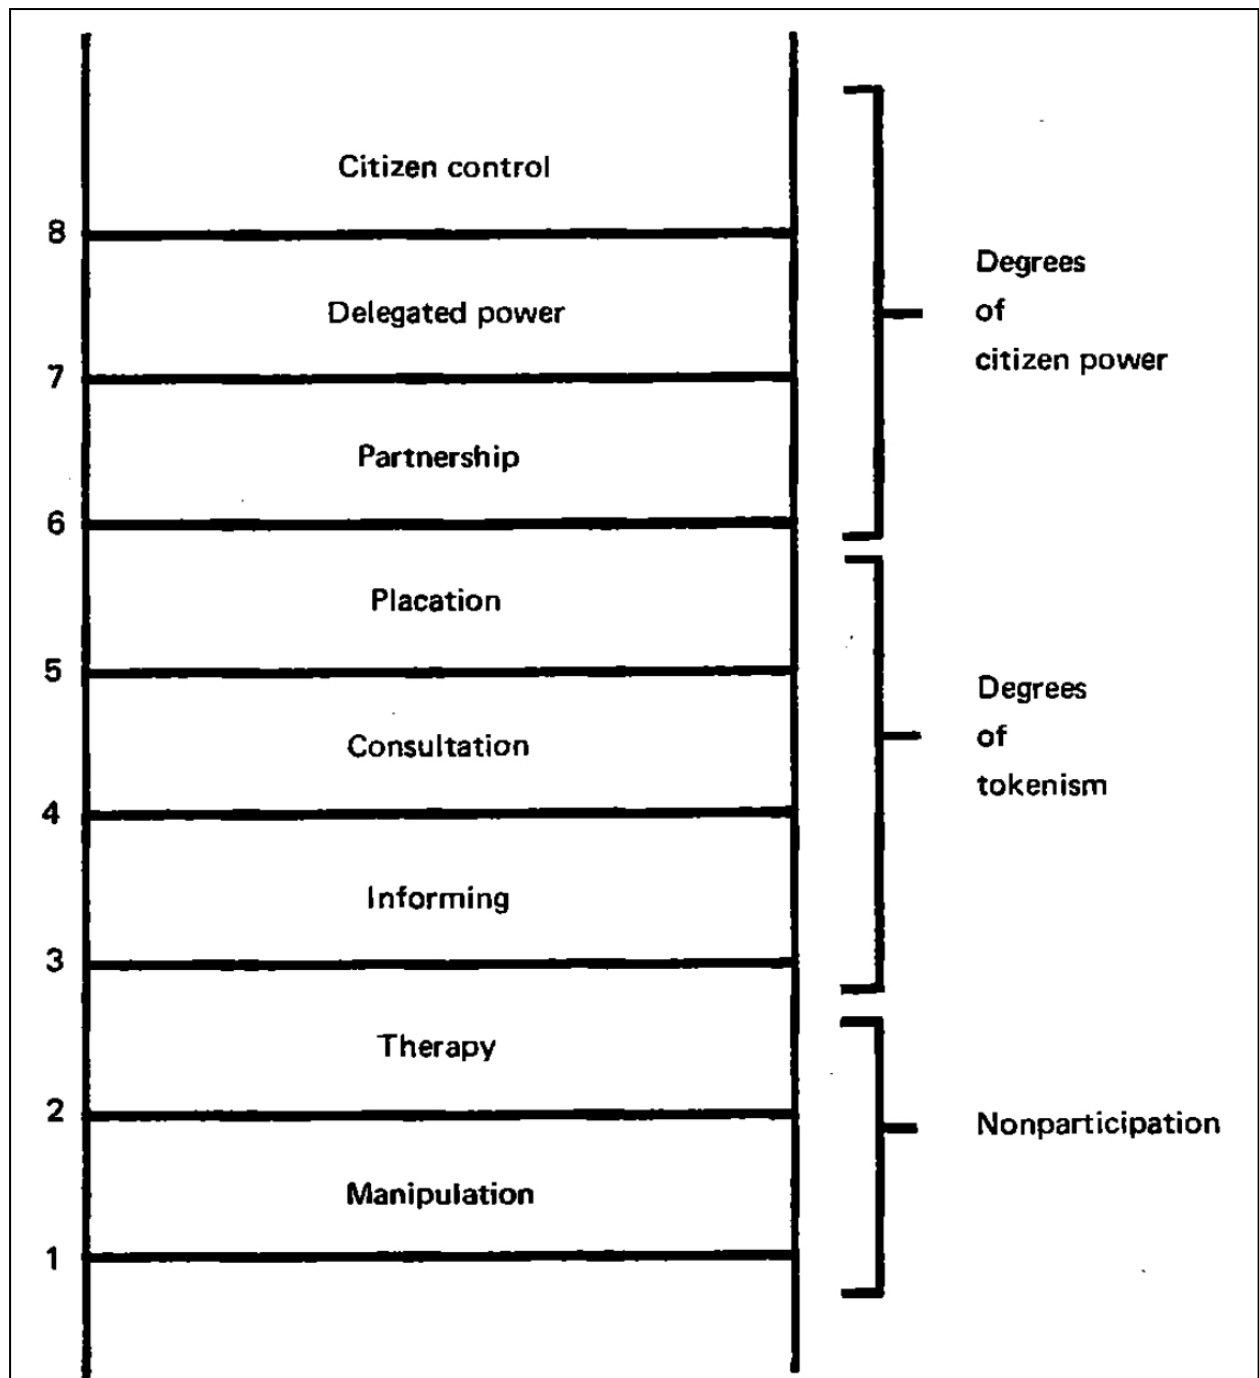 Citizen control
8
Delegated power
7
Partnership
6
Placation
5
Consultation
4
Informing
3
Therapy
2
Manipulation
1
Degrees
of
citizen power
Degrees
of
tokenism
Nonparticipation